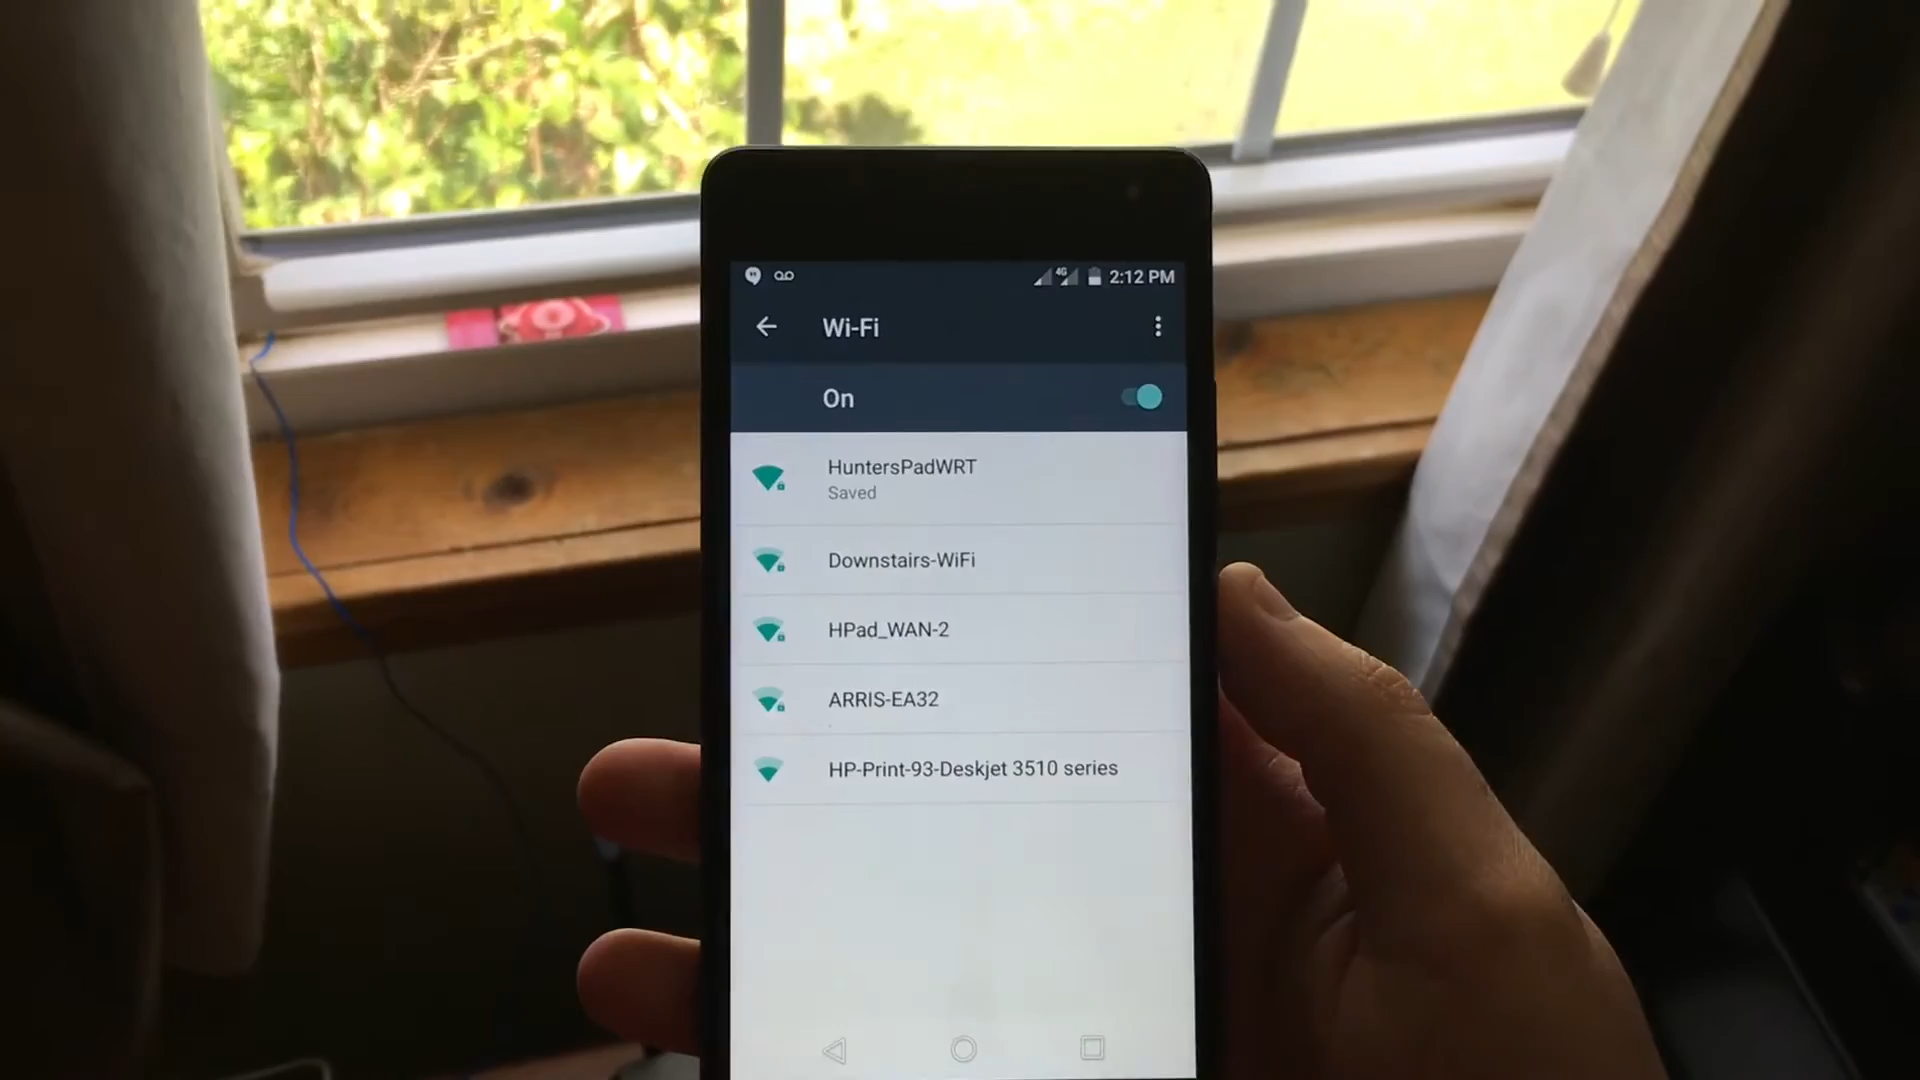 4G 2:12 PM
Wi-Fi
On
HuntersPadWRT
Saved
Downstairs-WiFi
HPad_WAN-2
ARRIS-EA32
HP-Print-93-Deskjet 3510 series